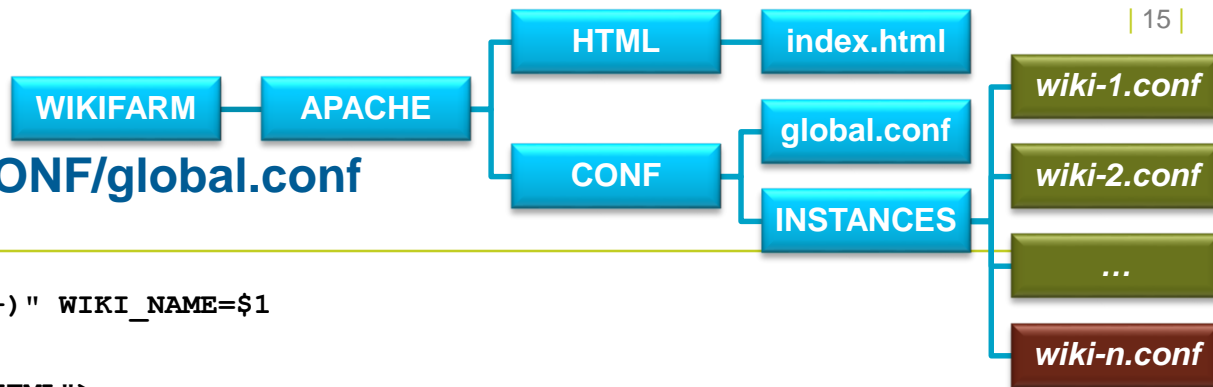 | 15 |
HTML
index.html
wiki-1.conf
WIKIFARM
APACHE
global.conf
ONF/global.conf
CONF
wiki-2.conf
INSTANCES
...
+)" WIKI_NAME=$1
wiki-n.conf